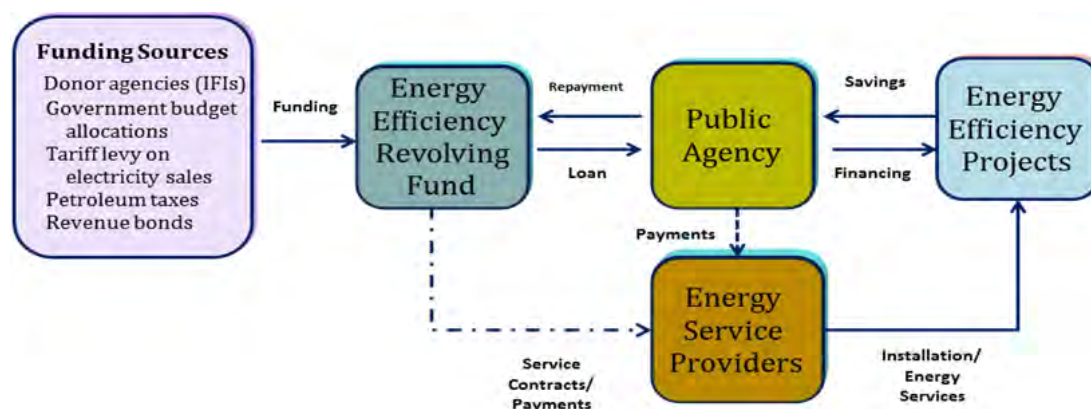 Funding Sources
Donor agencies (IFIs)
Government budget
allocations
Tariff levy on
electricity sales
Petroleum taxes
Revenue bonds
Funding
Energy
Efficiency
Revolving
Fund
Repayment
Loan
Public
Agency
Savings
Financing
Energy
Efficiency
Projects
Payments
Energy
Service
Providers
Service
Contracts/
Payments
Installation/
Energy
Services